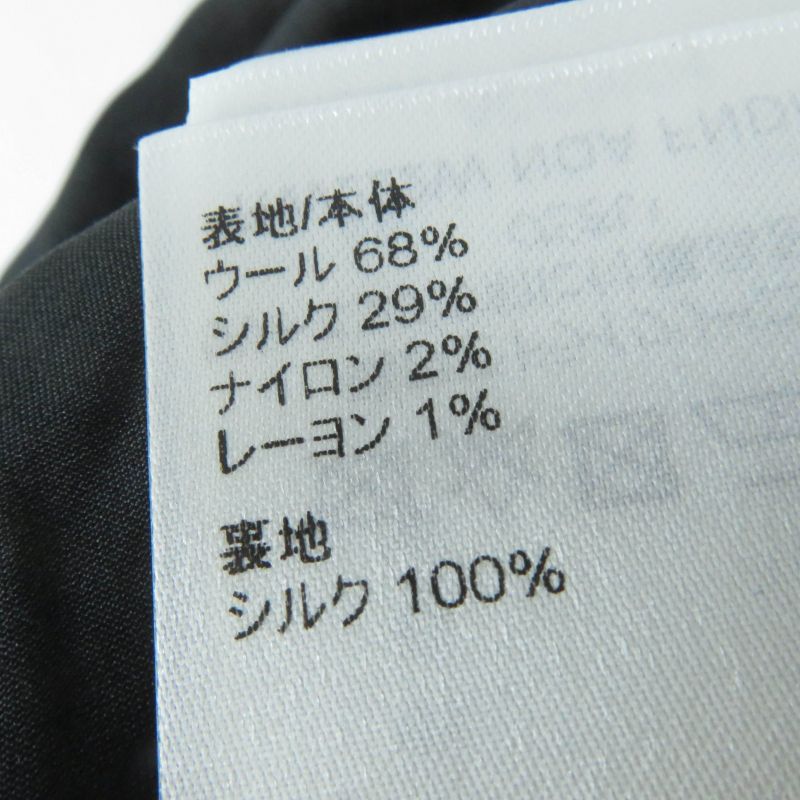 表地/本体
ウール 68%
シルク 29%
ナイロン 2%
レーヨン 1%
裏地
シルク 100%